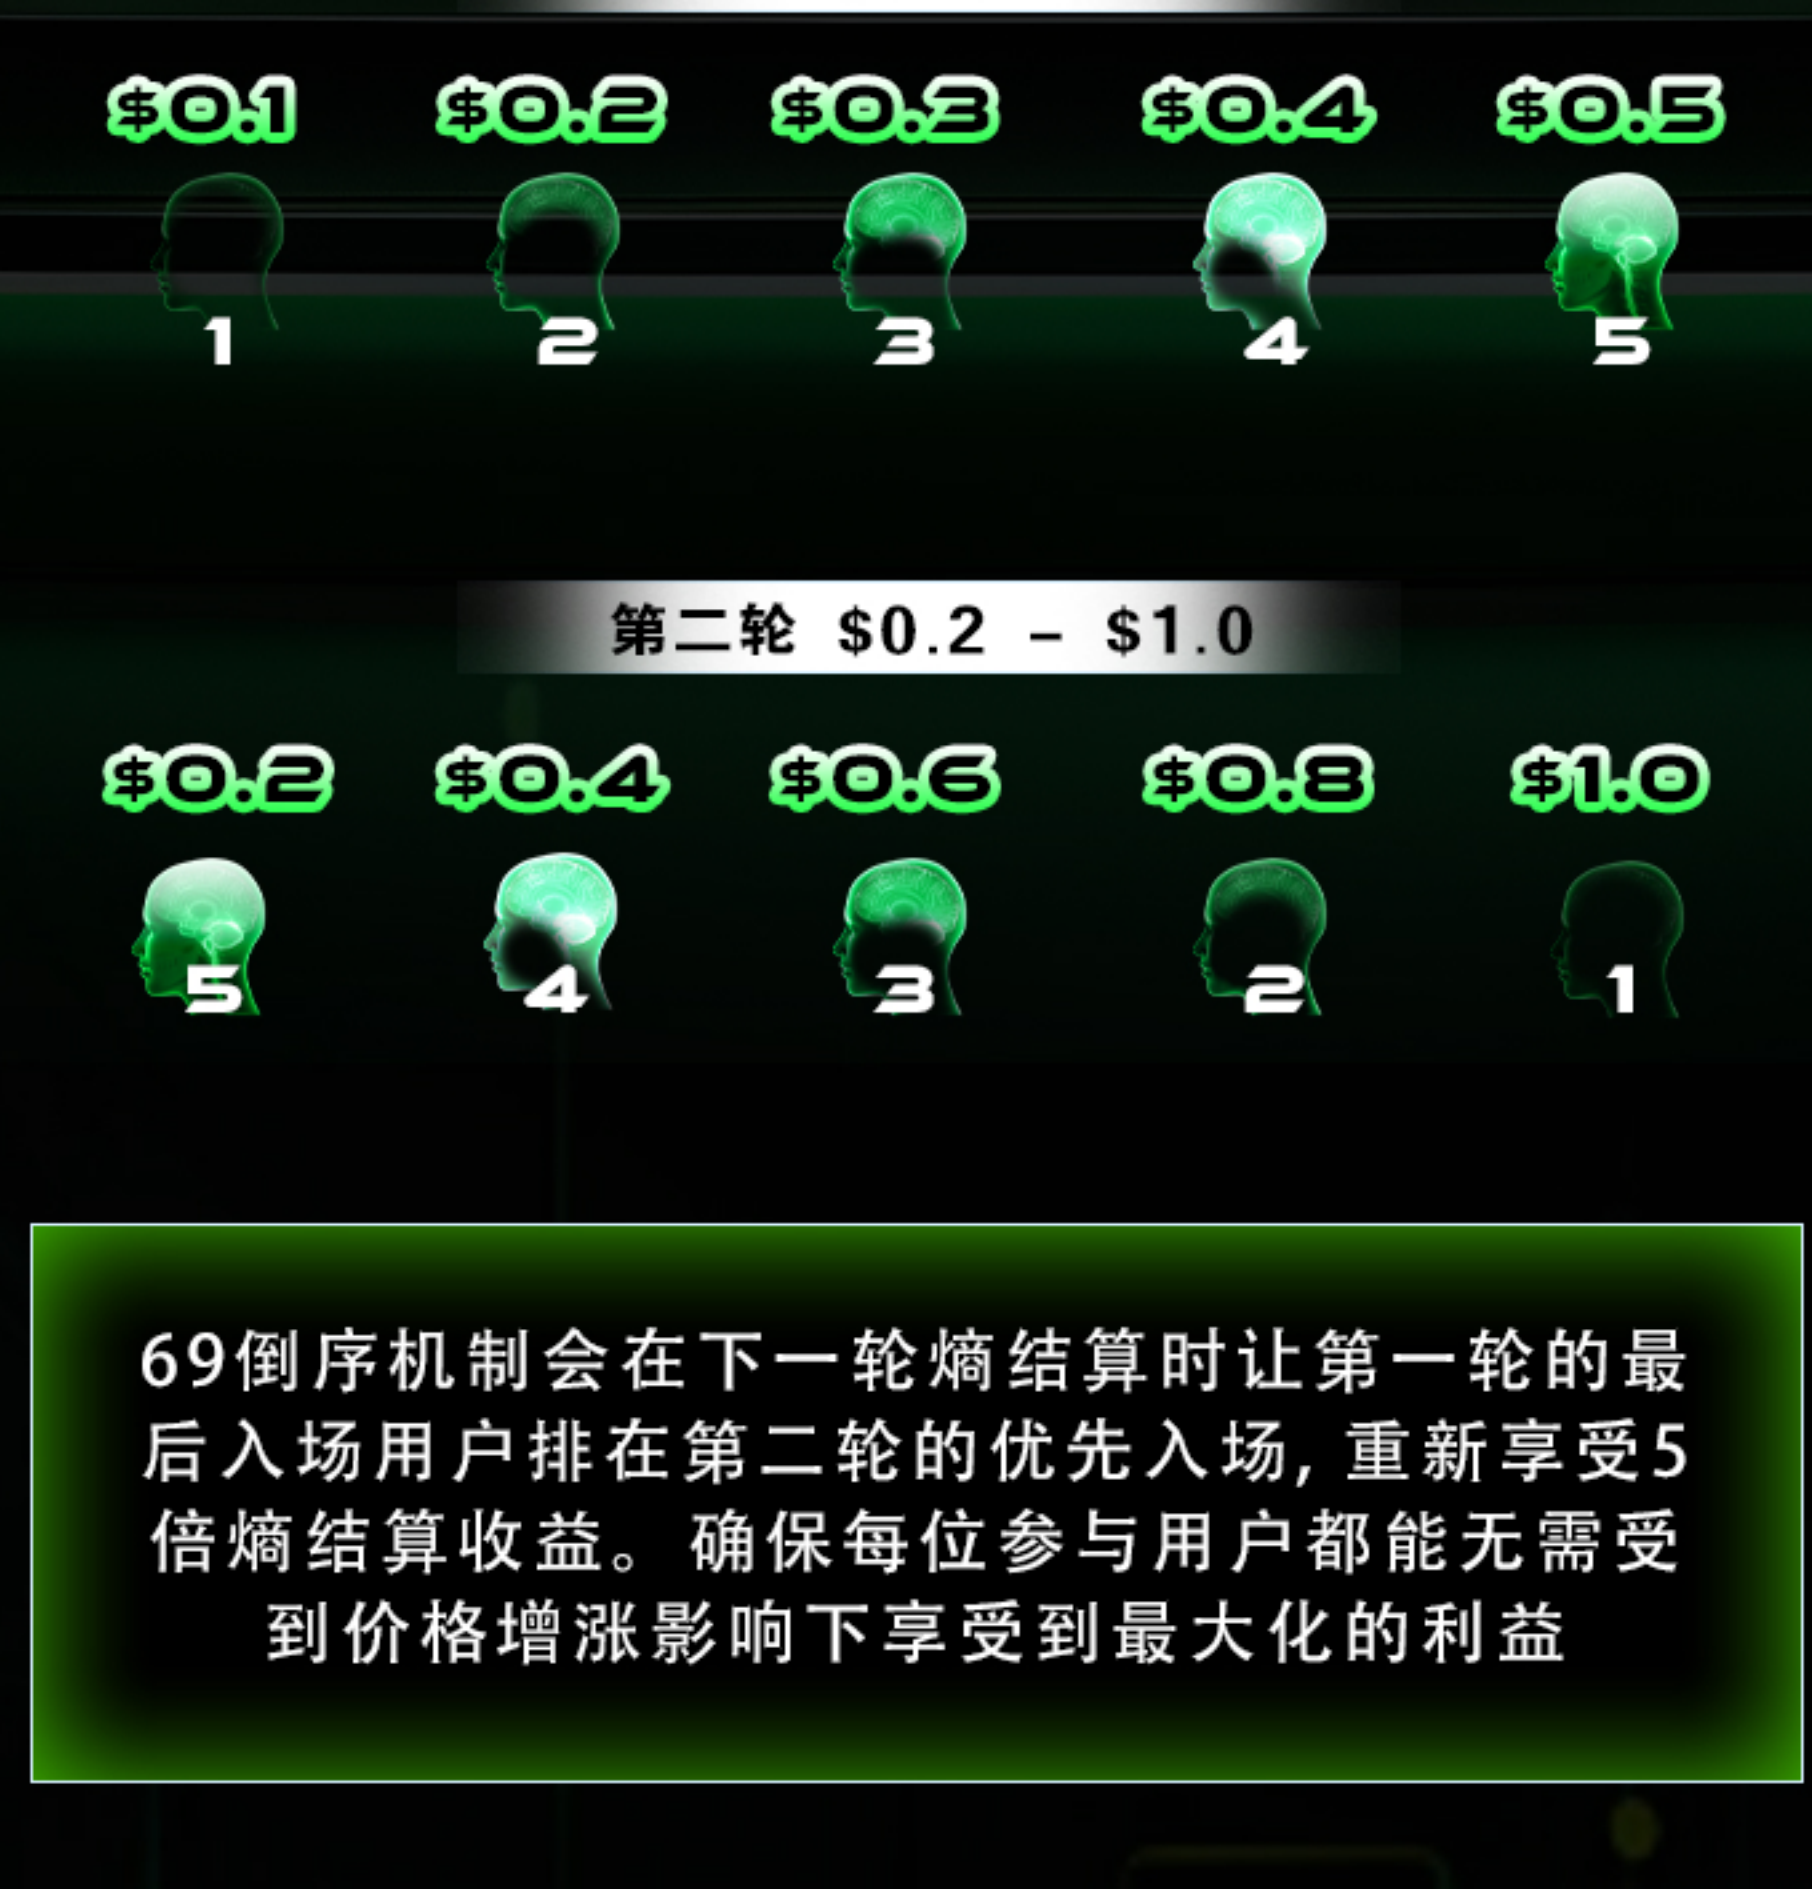 $0.1 $0.2 $0.3 $0.4 $0.5
1 2 3 4 5
第二轮 $0.2 – $1.0
$0.2 $0.4 $0.6 $0.8 $1.0
5 4 3 2 1
69倒序机制会在下一轮熵结算时让第一轮的最
后入场用户排在第二轮的优先入场, 重新享受5
倍熵结算收益。 确保每位参与用户都能无需受
到价格增涨影响下享受到最大化的利益